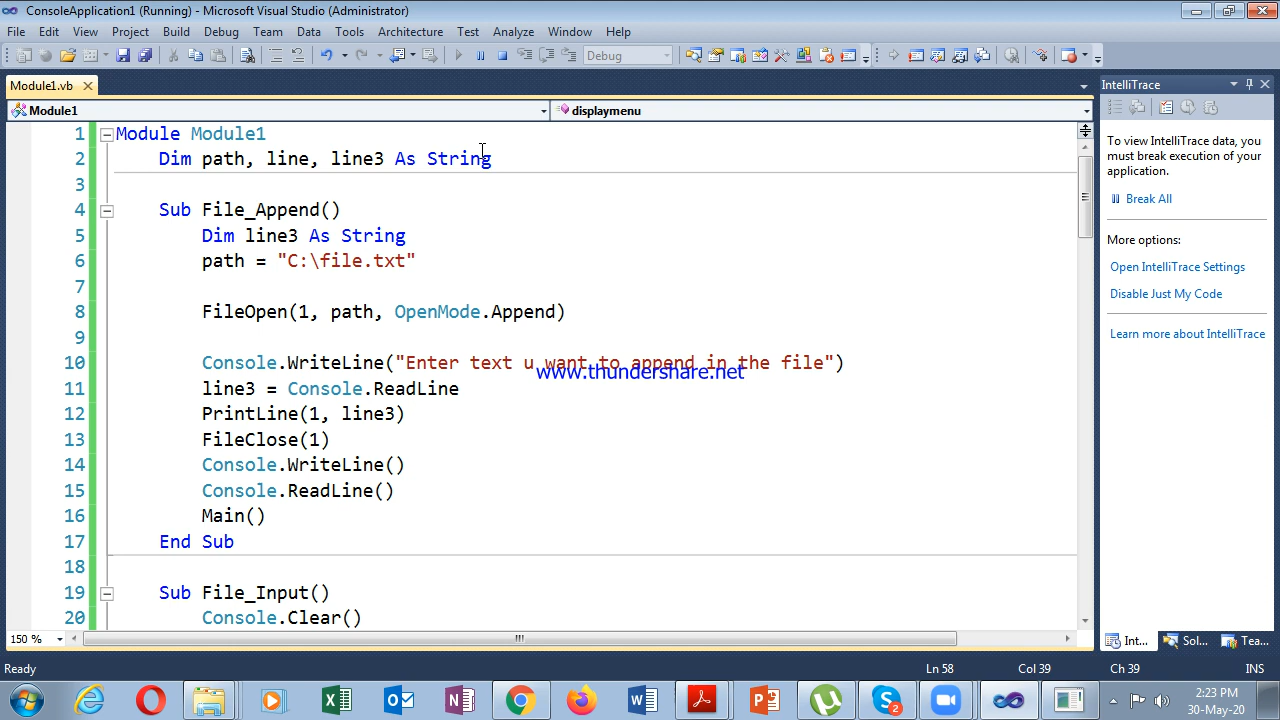 ConsoleApplication1 (Running) - Microsoft Visual Studio (Administrator)
File Edit View Project Build Debug Team Data Tools Architecture Test Analyze Window Help
Debug
Module1.vb
Module1 displaymenu
1 Module Module1
2 Dim path, line, line3 As String
3
4 Sub File_Append()
5 Dim line3 As String
6 path = "C:\file.txt"
7
8 FileOpen(1, path, OpenMode.Append)
9
10 Console.WriteLine("Enter text u want to append in the file")
www.thundershare.net
11 line3 = Console.ReadLine
12 PrintLine(1, line3)
13 FileClose(1)
14 Console.WriteLine()
15 Console.ReadLine()
16 Main()
17 End Sub
18
19 Sub File_Input()
20 Console.Clear()
150 %
IntelliTrace
To view IntelliTrace data, you
must break execution of your
application.
Break All
More options:
Open IntelliTrace Settings
Disable Just My Code
Learn more about IntelliTrace
Int... Sol... Tea...
Ready Ln 58 Col 39 Ch 39 INS
2
2:23 PM
30-May-20